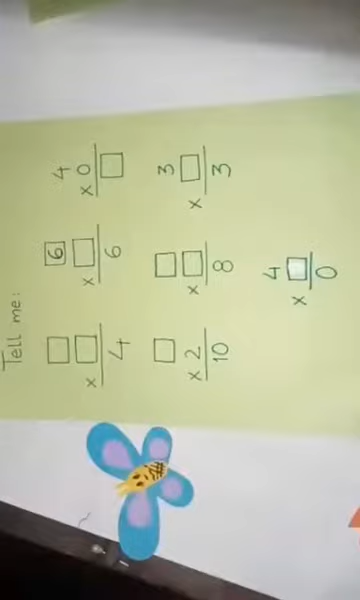 Tell me:
□ 6 4
x □ x □ x 0
4 6 □
□ □ 3
x 2 x □ x □
10 8 3
4
x □
0